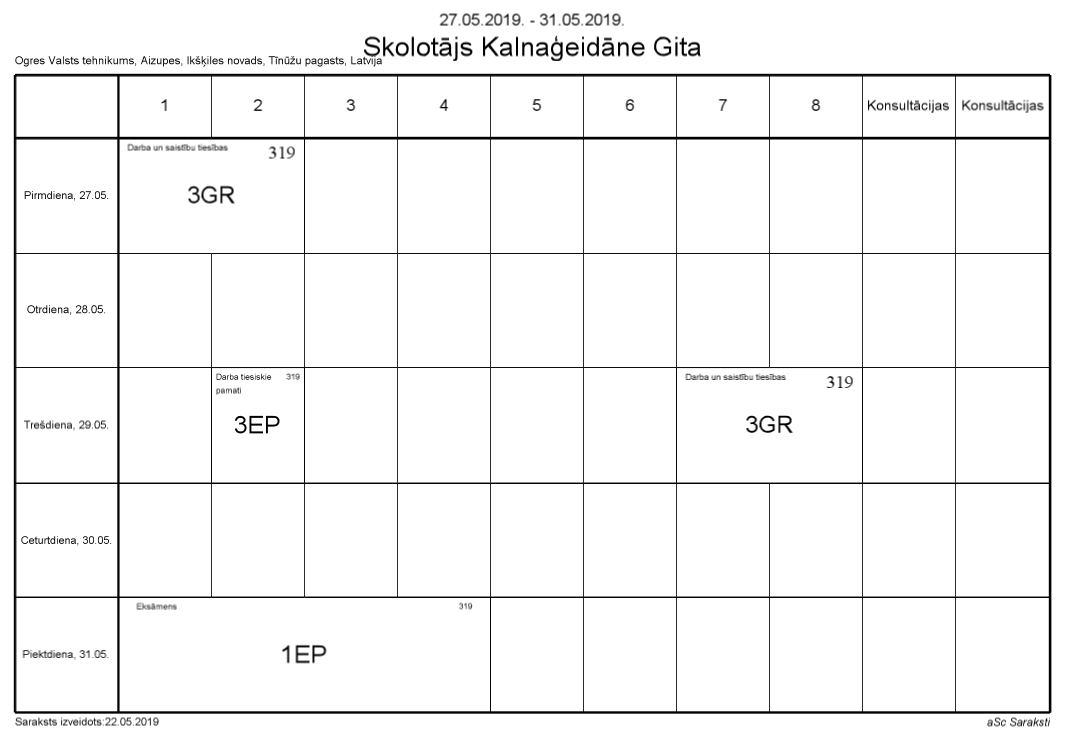 27.05.2019. - 31.05.2019.
Skolotājs Kalnaģeidāne Gita
Ogres Valsts tehnikums, Aizupes, Ikšķiles novads, Tīnūžu pagasts, Latvija
1 2 3 4 5 6 7 8 Konsultācijas Konsultācijas
Darba un saistību tiesības 319
Pirmdiena, 27.05. 3GR
Otrdiena, 28.05.
Darba tiesiskie 319 Darba un saistību tiesības 319
pamati
Trešdiena, 29.05. 3EP 3GR
Ceturtdiena, 30.05.
Eksāmens 319
Piektdiena, 31.05. 1EP
Saraksts izveidots:22.05.2019 aSc Saraksti